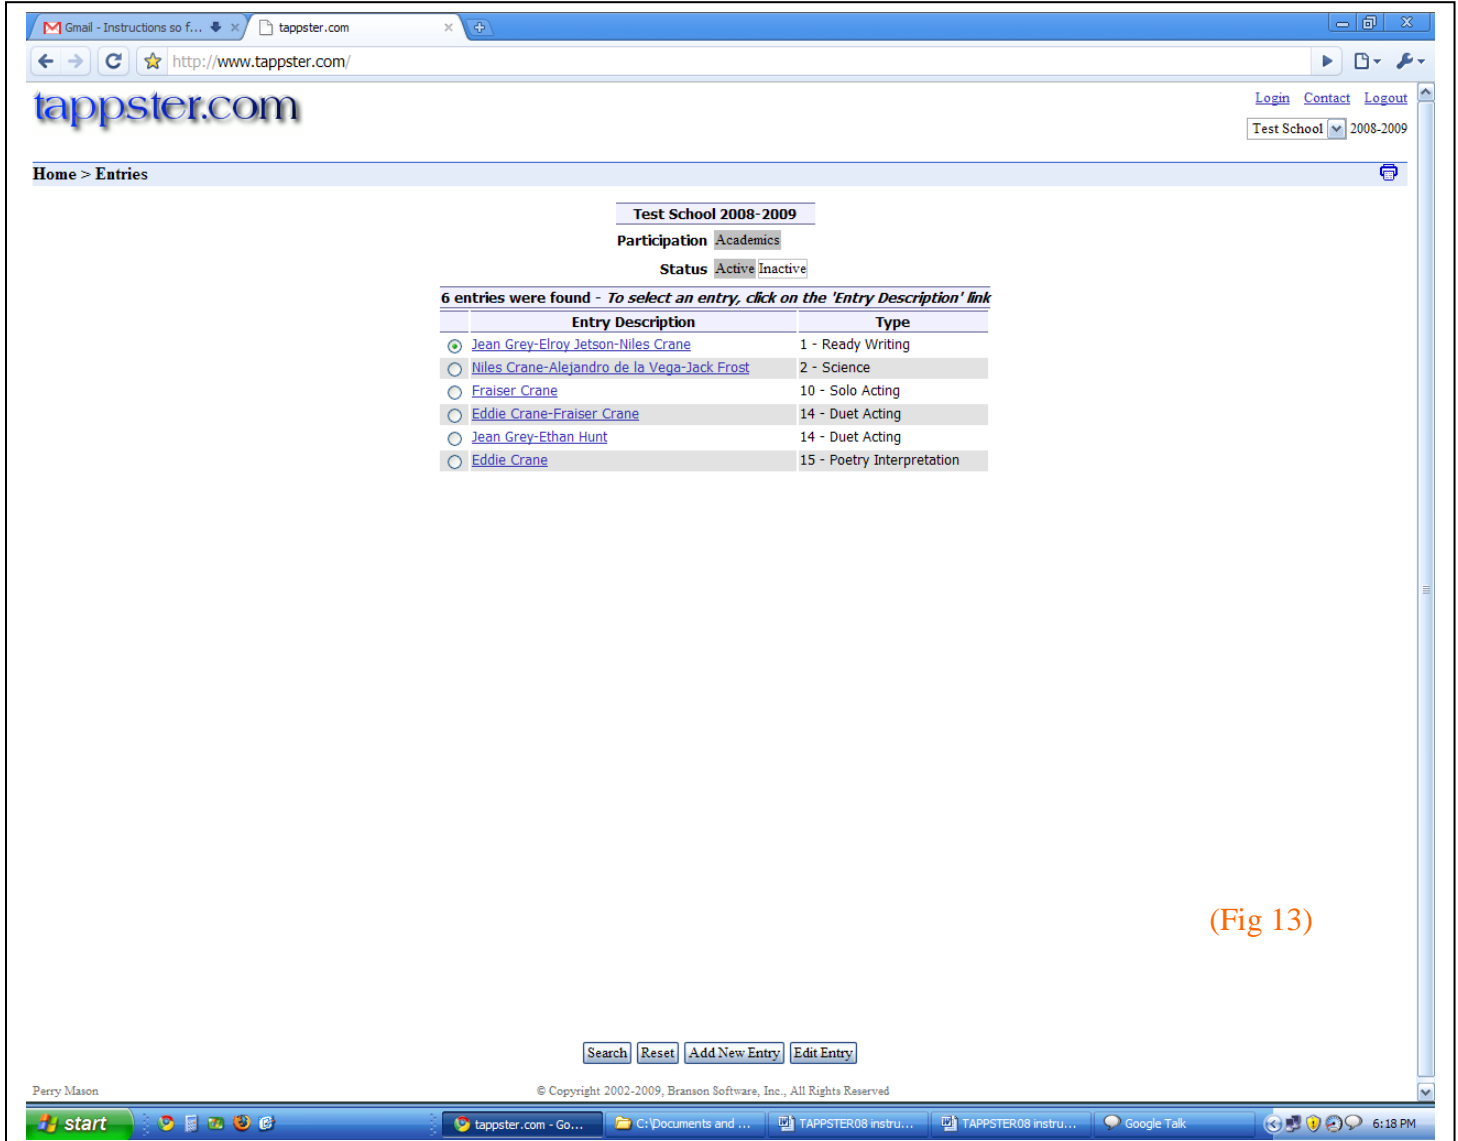 Gmail - Instructions so f...
tappster.com
http://www.tappster.com/
tappster.com
Login Contact Logout
Test School 2008-2009
Home > Entries
Test School 2008-2009
Participation Academics
Status Active Inactive
6 entries were found - To select an entry, click on the 'Entry Description' link
Entry Description Type
Jean Grey-Elroy Jetson-Niles Crane 1 - Ready Writing
Niles Crane-Alejandro de la Vega-Jack Frost 2 - Science
Fraiser Crane 10 - Solo Acting
Eddie Crane-Fraiser Crane 14 - Duet Acting
Jean Grey-Ethan Hunt 14 - Duet Acting
Eddie Crane 15 - Poetry Interpretation
(Fig 13)
Search Reset Add New Entry Edit Entry
Perry Mason © Copyright 2002-2009, Branson Software, Inc., All Rights Reserved
start tappster.com - Go... C:\Documents and ... TAPPSTER08 instru... TAPPSTER08 instru... Google Talk 6:18 PM